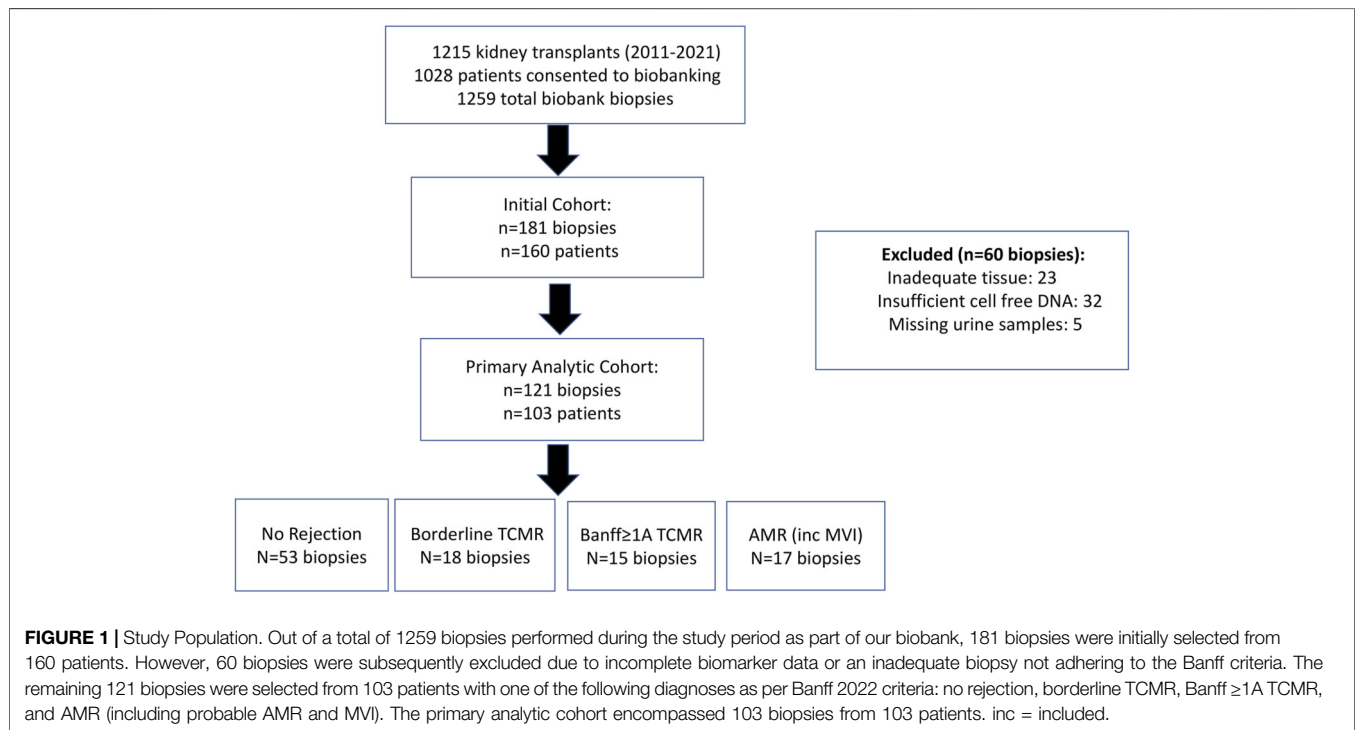 1215 kidney transplants (2011-2021)
1028 patients consented to biobanking
1259 total biobank biopsies
Initial Cohort:
n=181 biopsies
n=160 patients
Excluded (n=60 biopsies):
Inadequate tissue: 23
Insufficient cell free DNA: 32
Missing urine samples: 5
Primary Analytic Cohort:
n=121 biopsies
n=103 patients
No Rejection
N=53 biopsies
Borderline TCMR
N=18 biopsies
Banff≥1A TCMR
N=15 biopsies
AMR (inc MVI)
N=17 biopsies
FIGURE 1 | Study Population. Out of a total of 1259 biopsies performed during the study period as part of our biobank, 181 biopsies were initially selected from
160 patients. However, 60 biopsies were subsequently excluded due to incomplete biomarker data or an inadequate biopsy not adhering to the Banff criteria. The
remaining 121 biopsies were selected from 103 patients with one of the following diagnoses as per Banff 2022 criteria: no rejection, borderline TCMR, Banff ≥1A TCMR,
and AMR (including probable AMR and MVI). The primary analytic cohort encompassed 103 biopsies from 103 patients. inc = included.